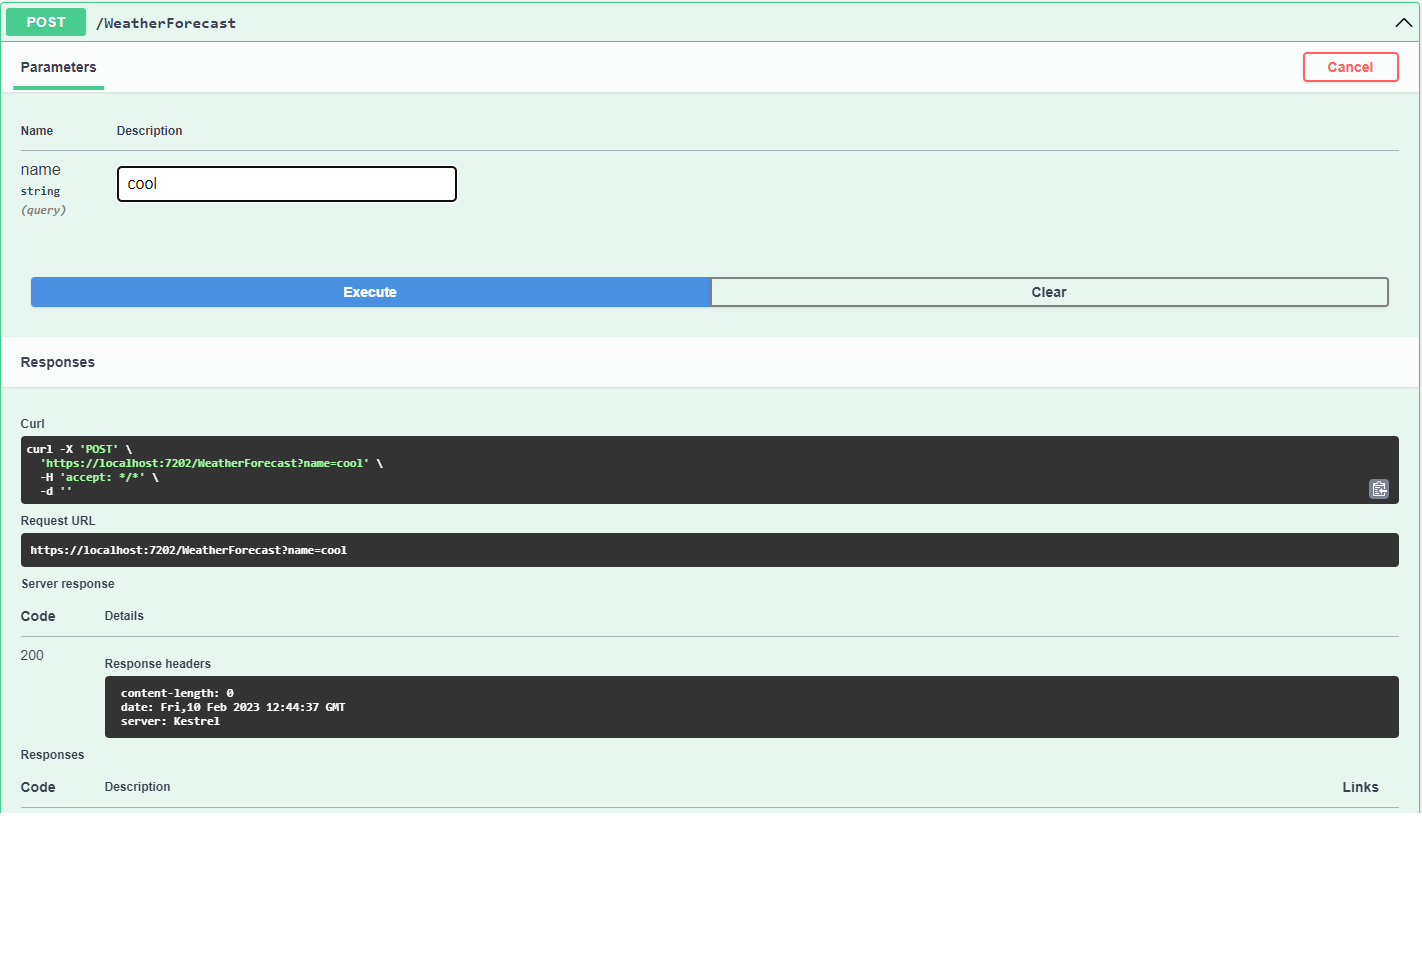 POST /WeatherForecast
Parameters
Cancel
Name Description
name
string
(query)
cool
Execute Clear
Responses
Curl
curl -X 'POST' \
'https://localhost:7202/WeatherForecast?name=cool' \
-H 'accept: */*' \
-d ''
Request URL
https://localhost:7202/WeatherForecast?name=cool
Server response
Code Details
200
Response headers
content-length: 0
date: Fri,10 Feb 2023 12:44:37 GMT
server: Kestrel
Responses
Code Description Links